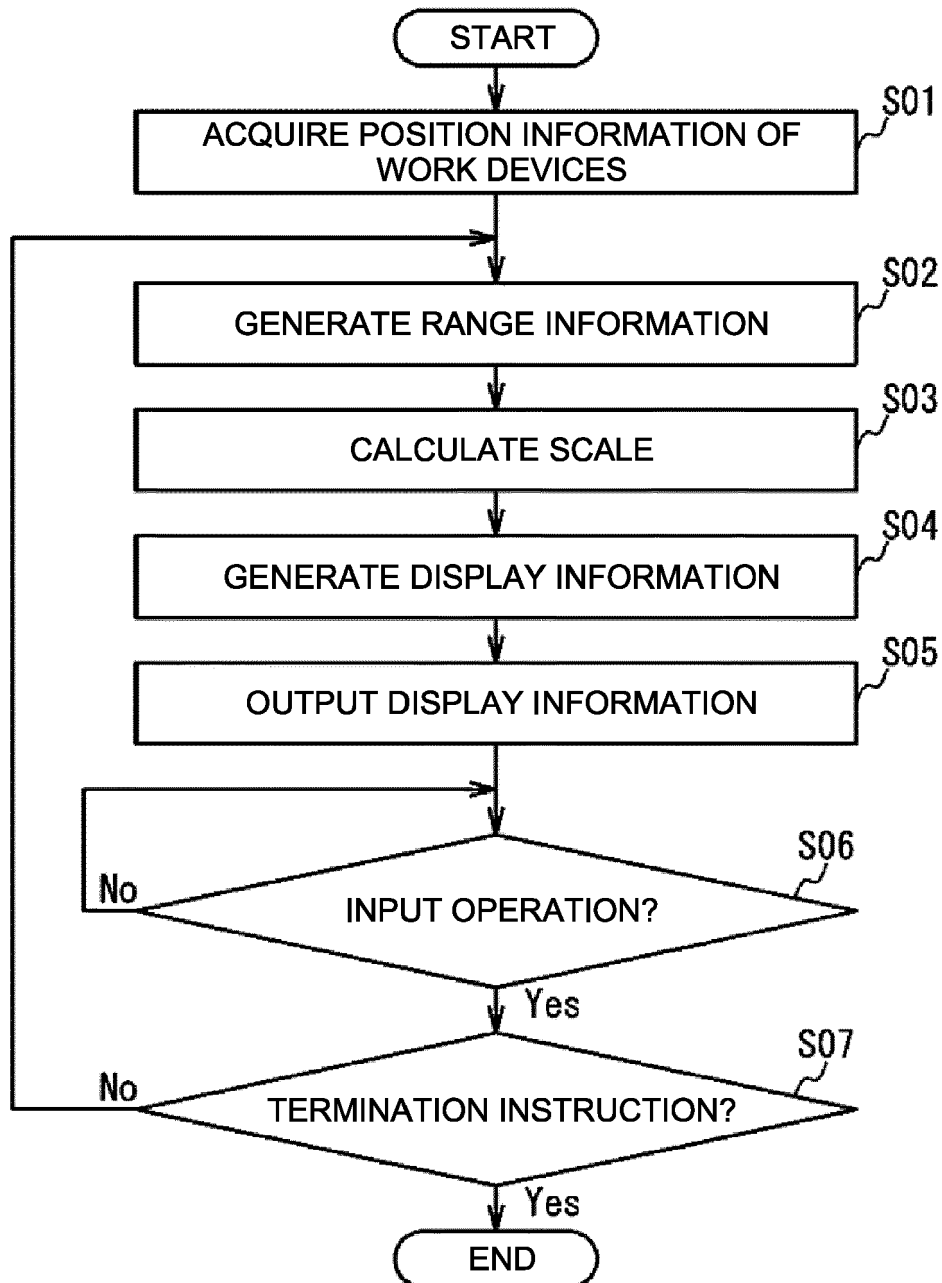 START
S01
ACQUIRE POSITION INFORMATION OF
WORK DEVICES
S02
GENERATE RANGE INFORMATION
S03
CALCULATE SCALE
S04
GENERATE DISPLAY INFORMATION
S05
OUTPUT DISPLAY INFORMATION
S06
No
INPUT OPERATION?
Yes
S07
No
TERMINATION INSTRUCTION?
Yes
END